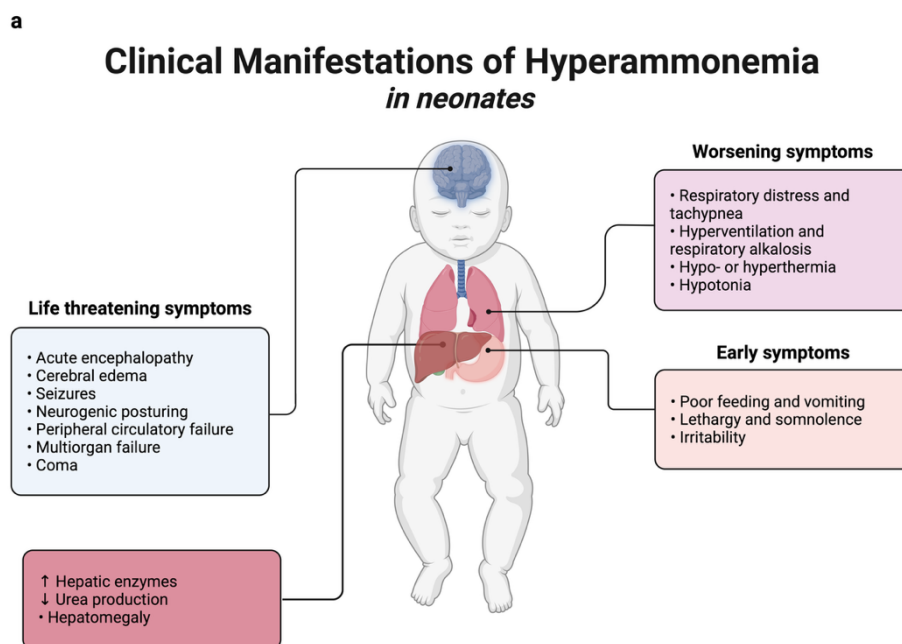 a
Clinical Manifestations of Hyperammonemia
in neonates
Worsening symptoms
• Respiratory distress and
tachypnea
• Hyperventilation and
respiratory alkalosis
• Hypo- or hyperthermia
• Hypotonia
Life threatening symptoms
• Acute encephalopathy
• Cerebral edema
• Seizures
• Neurogenic posturing
• Peripheral circulatory failure
• Multiorgan failure
• Coma
Early symptoms
• Poor feeding and vomiting
• Lethargy and somnolence
• Irritability
↑ Hepatic enzymes
↓ Urea production
• Hepatomegaly